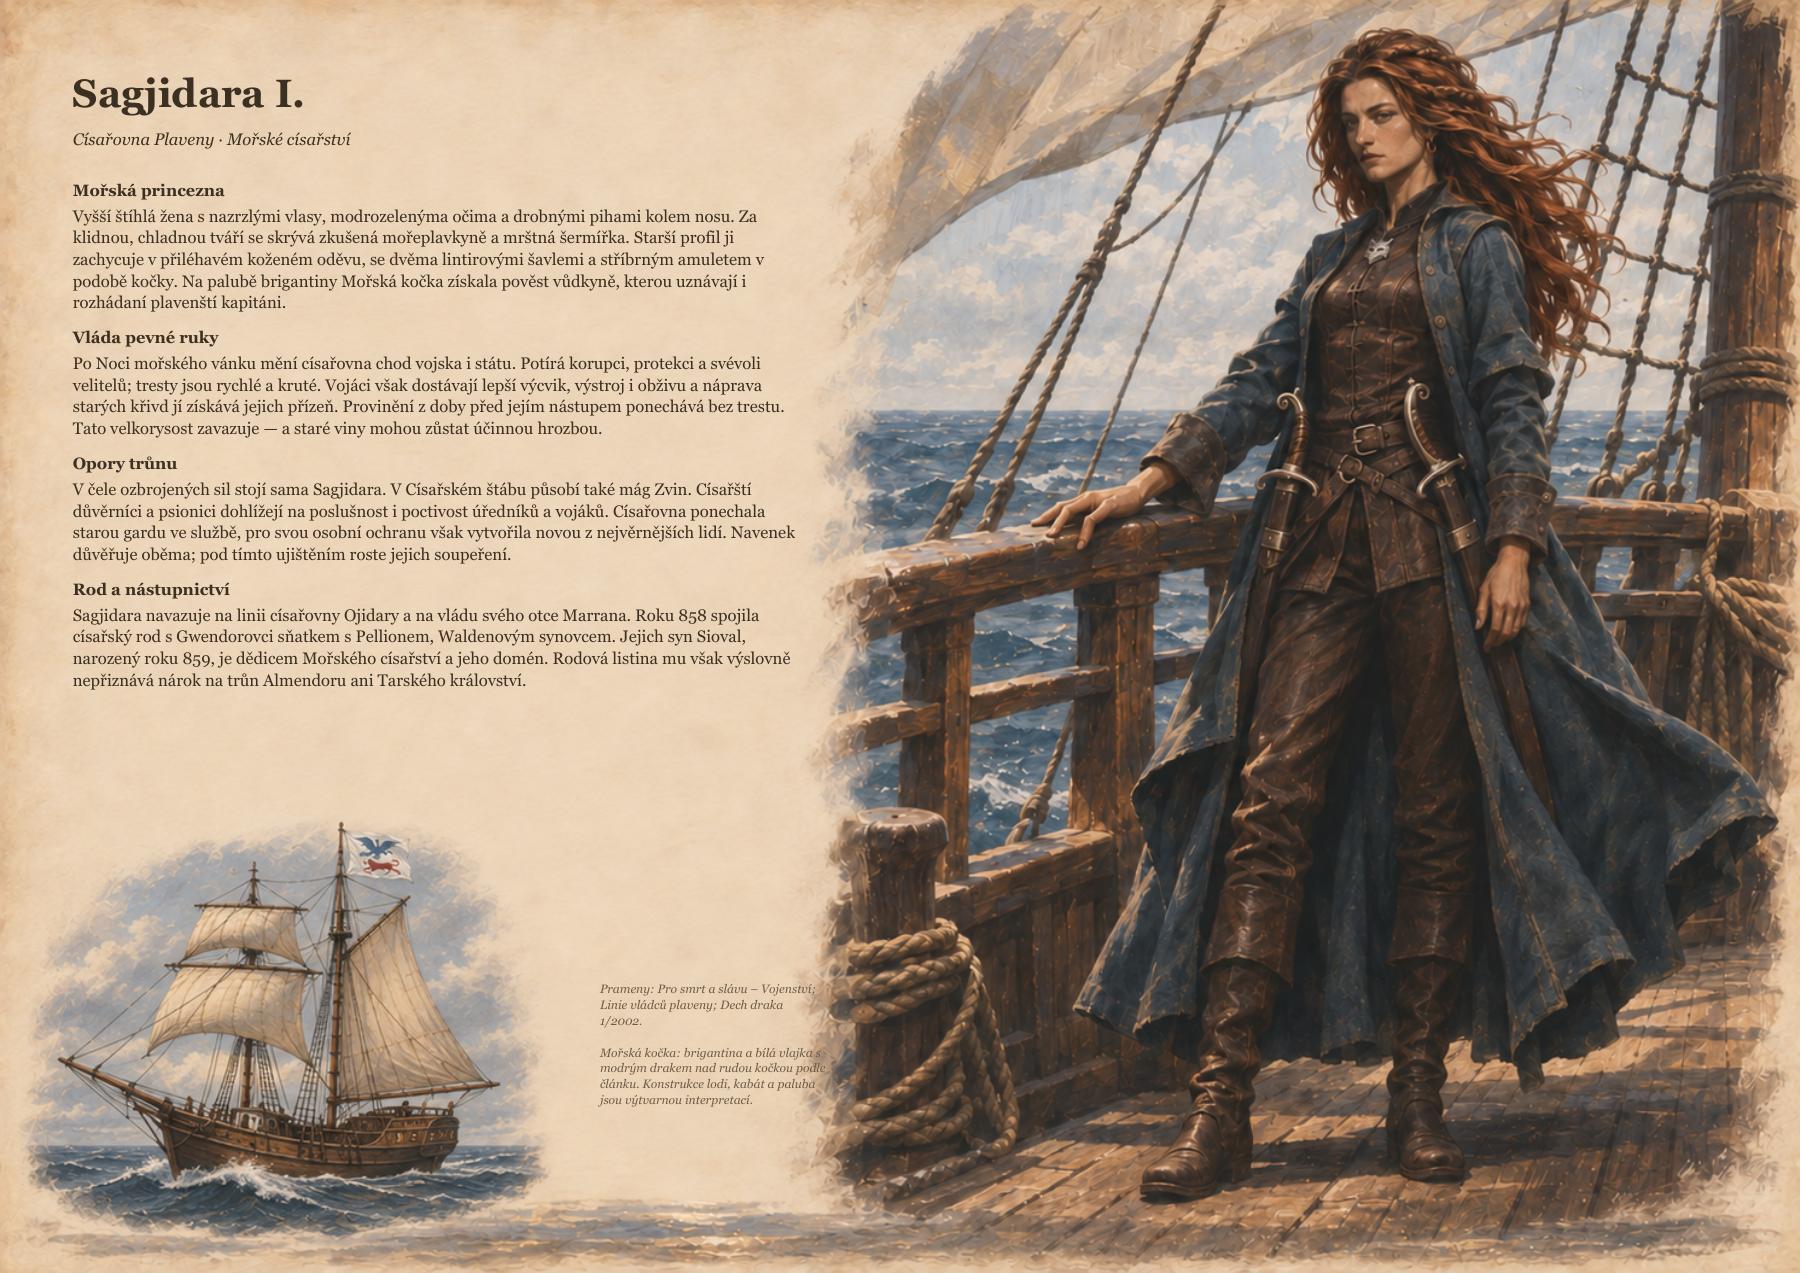 Sagjidara I.
Císařovna Plaveny · Mořské císařství
Mořská princezna
Vyšší štíhlá žena s nazrzlými vlasy, modrozelenýma očima a drobnými pihami kolem nosu. Za
klidnou, chladnou tváří se skrývá zkušená mořeplavkyně a mrštná šermířka. Starší profil ji
zachycuje v přiléhavém koženém oděvu, se dvěma lintirovými šavlemi a stříbrným amuletem v
podobě kočky. Na palubě brigantiny Mořská kočka získala pověst vůdkyně, kterou uznávají i
rozhádaní plavenští kapitáni.
Vláda pevné ruky
Po Noci mořského vánku mění císařovna chod vojska i státu. Potírá korupci, protekci a svévoli
velitelů; tresty jsou rychlé a kruté. Vojáci však dostávají lepší výcvik, výstroj i obživu a náprava
starých křivd jí získává jejich přízeň. Provinění z doby před jejím nástupem ponechává bez trestu.
Tato velkorysost zavazuje — a staré viny mohou zůstat účinnou hrozbou.
Opory trůnu
V čele ozbrojených sil stojí sama Sagjidara. V Císařském štábu působí také mág Zvin. Císařští
důvěrníci a psionici dohlížejí na poslušnost i poctivost úředníků a vojáků. Císařovna ponechala
starou gardu ve službě, pro svou osobní ochranu však vytvořila novou z nejvěrnějších lidí. Navenek
důvěřuje oběma; pod tímto ujištěním roste jejich soupeření.
Rod a nástupnictví
Sagjidara navazuje na linii císařovny Ojidary a na vládu svého otce Marrana. Roku 858 spojila
císařský rod s Gwendorovci sňatkem s Pellionem, Waldenovým synovcem. Jejich syn Sioval,
narozený roku 859, je dědicem Mořského císařství a jeho domén. Rodová listina mu však výslovně
nepřiznává nárok na trůn Almendoru ani Tarského království.
Prameny: Pro smrt a slávu – Vojenství;
Linie vládců plaveny; Dech draka
1/2002.
Mořská kočka: brigantina a bílá vlajka s
modrým drakem nad rudou kočkou podle
článku. Konstrukce lodi, kabát a paluba
jsou výtvarnou interpretací.